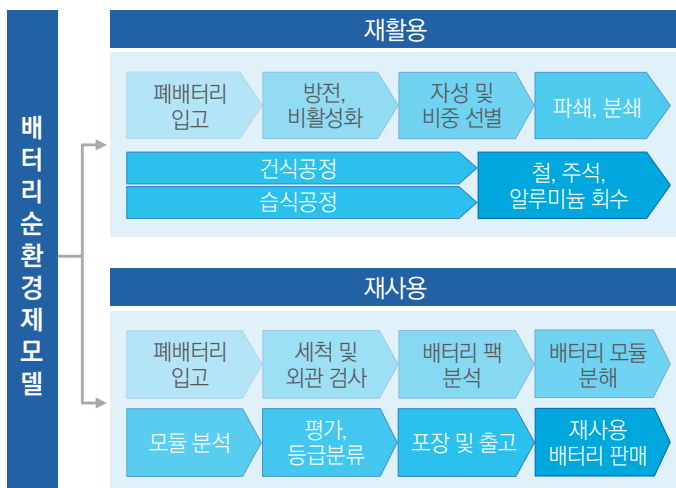 배터리순환경제모델
재활용
폐배터리
입고
방전,
비활성화
자성 및
비중 선별
파쇄, 분쇄
건식공정
습식공정
철, 주석,
알루미늄 회수
재사용
폐배터리
입고
세척 및
외관 검사
배터리 팩
분석
배터리 모듈
분해
모듈 분석
평가,
등급분류
포장 및 출고
재사용
배터리 판매